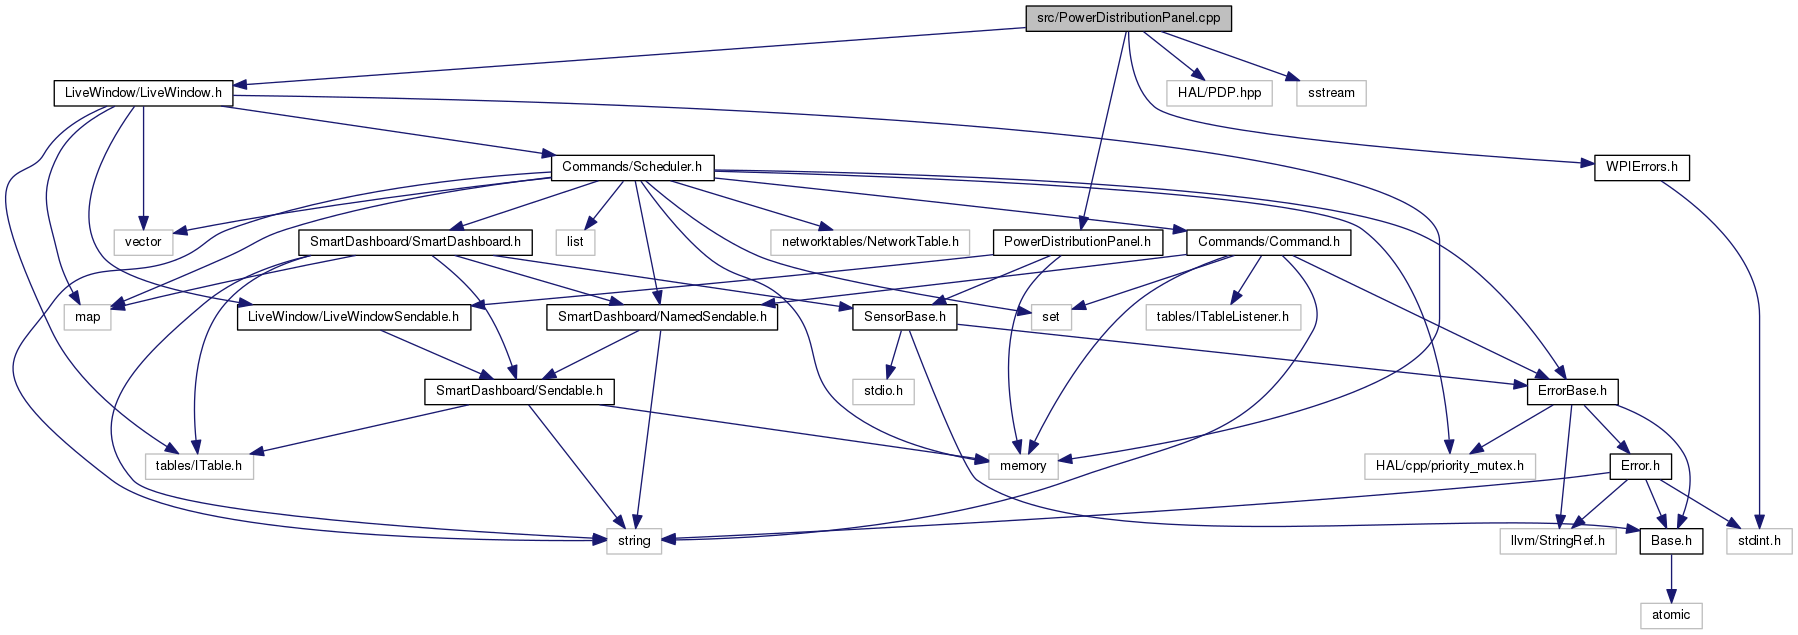 src/PowerDistributionPanel.cpp
LiveWindow/LiveWindow.h
HAL/PDP.hpp
sstream
Commands/Scheduler.h
WPIErrors.h
vector
SmartDashboard/SmartDashboard.h
list
networktables/NetworkTable.h
PowerDistributionPanel.h
Commands/Command.h
map
LiveWindow/LiveWindowSendable.h
SmartDashboard/NamedSendable.h
SensorBase.h
set
tables/ITableListener.h
SmartDashboard/Sendable.h
stdio.h
ErrorBase.h
tables/ITable.h
memory
HAL/cpp/priority_mutex.h
Error.h
string
llvm/StringRef.h
Base.h
stdint.h
atomic